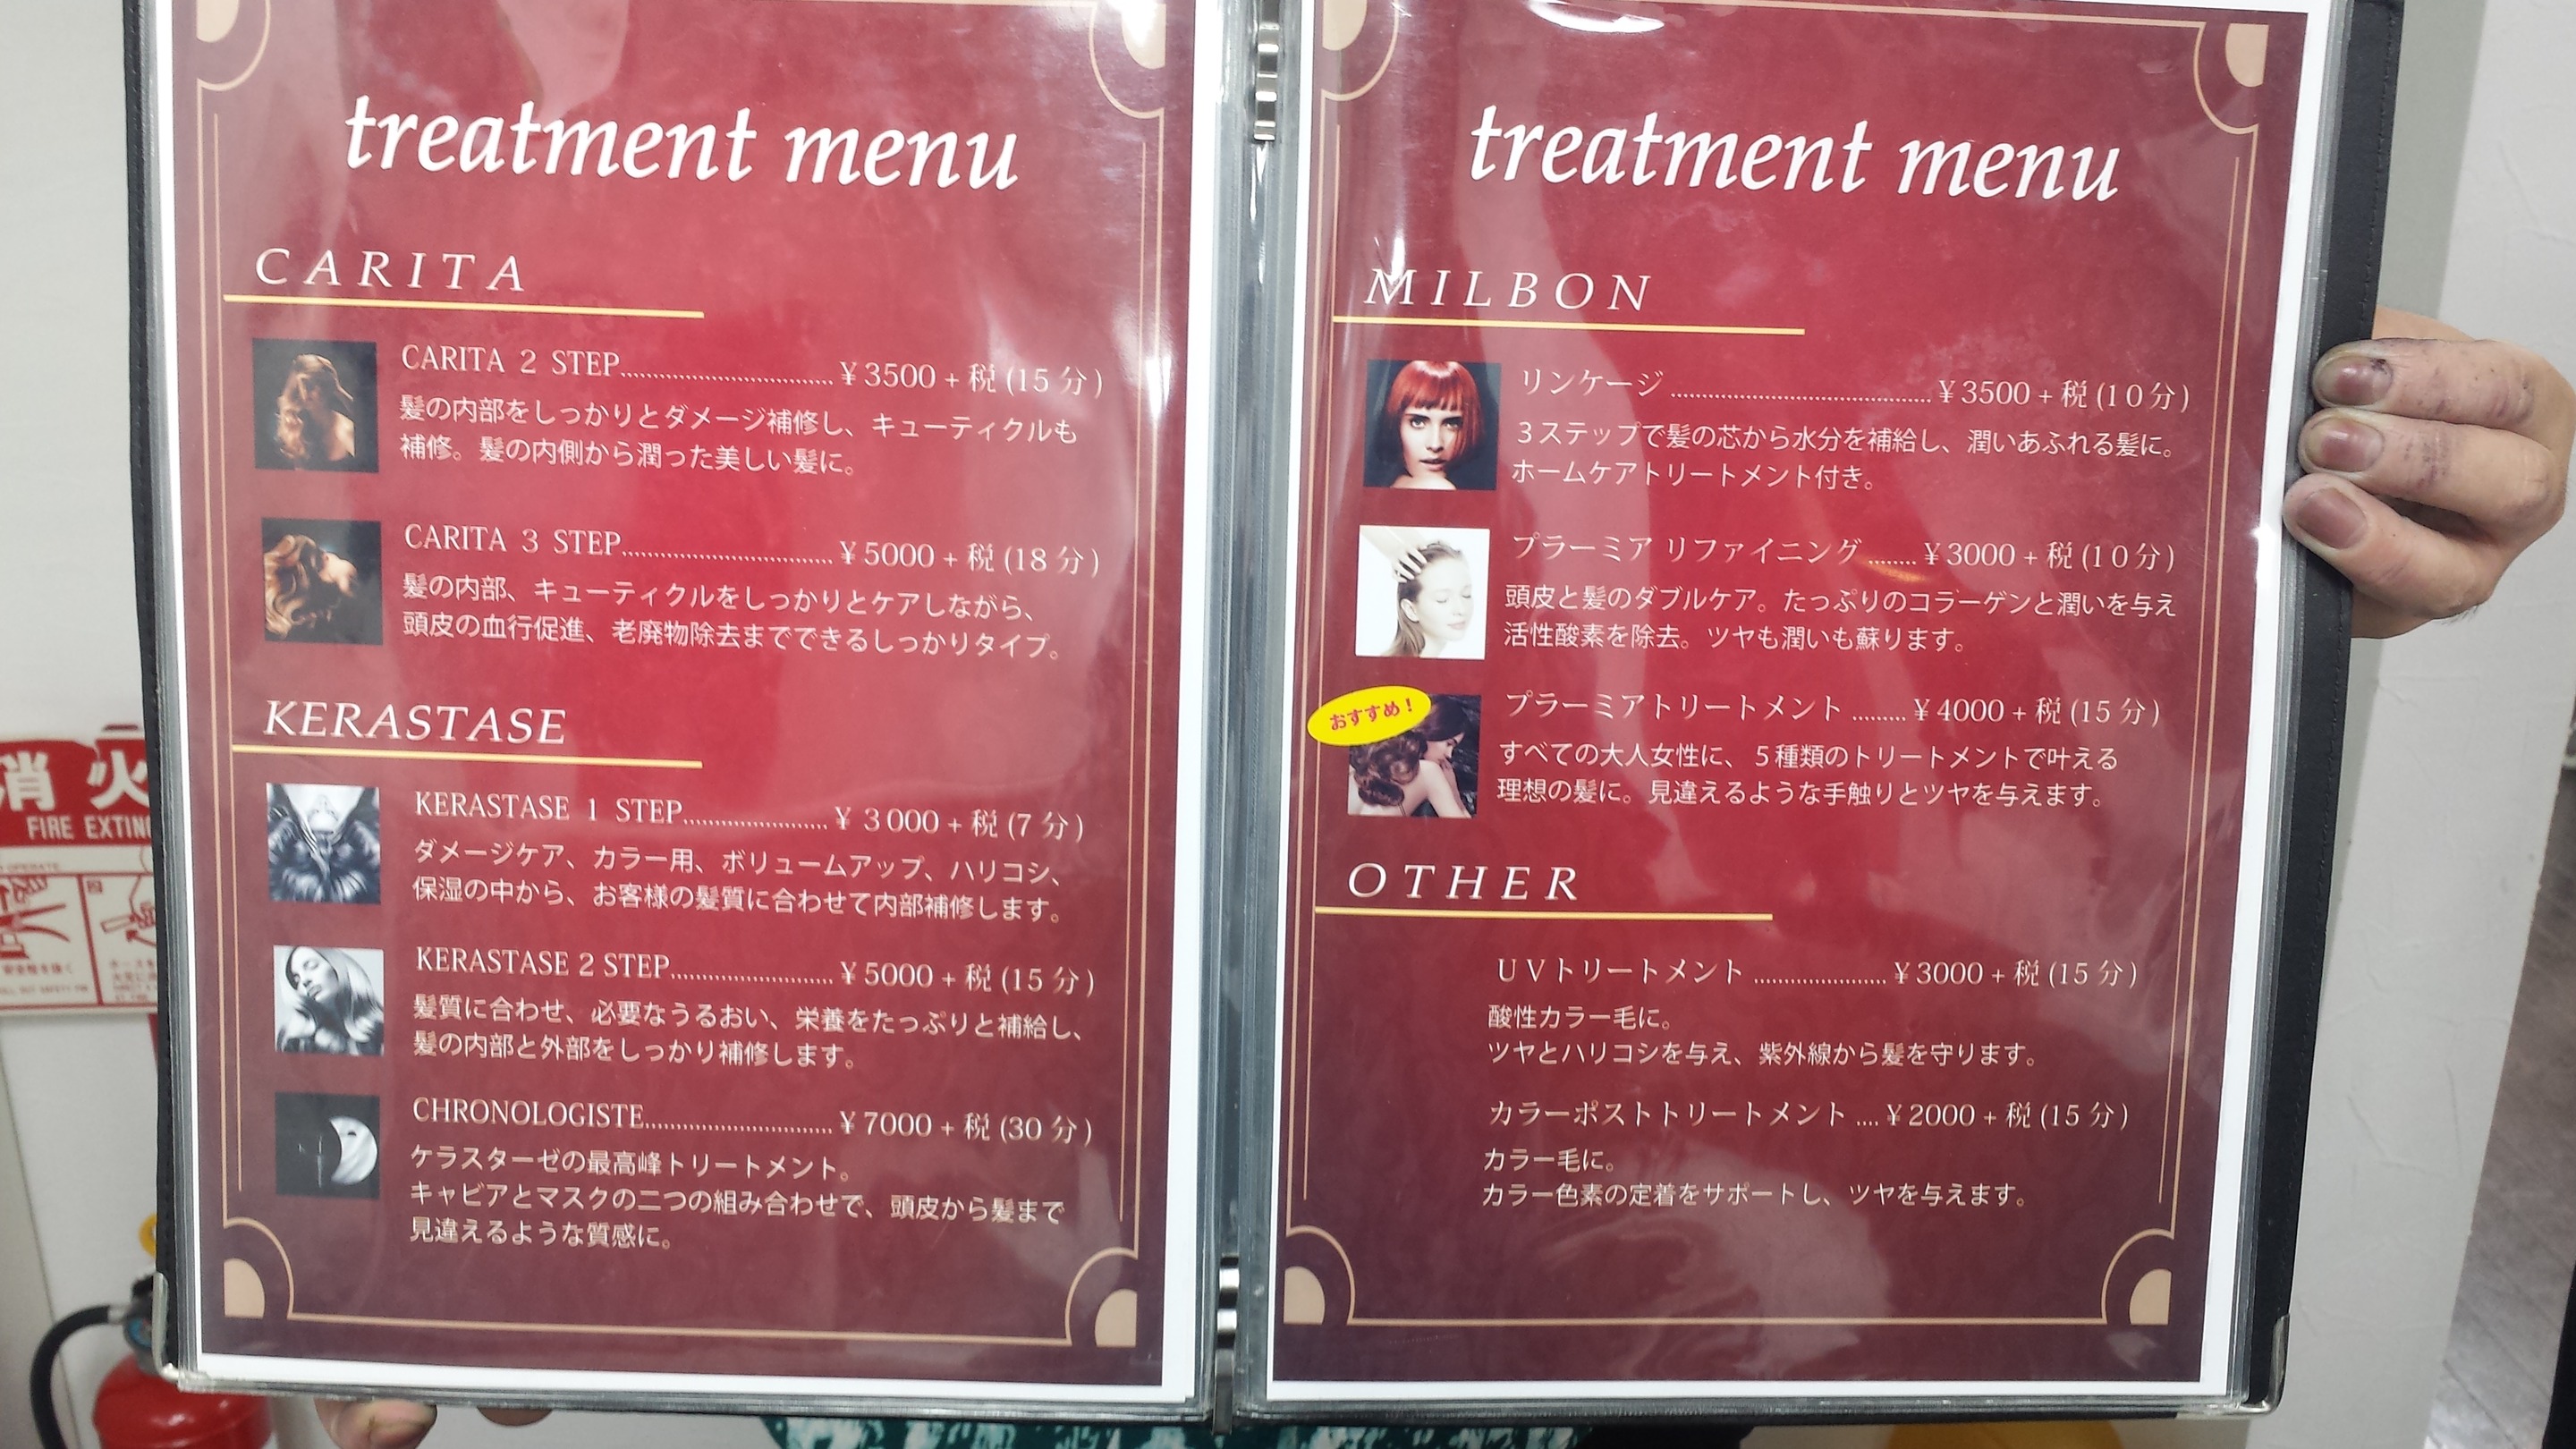 treatment menu
CARITA
CARITA 2 STEP..............................¥3500+税(15分)
髪の内部をしっかりとダメージ補修し、キューティクルも
補修。髪の内側から潤った美しい髪に。
CARITA 3 STEP..............................¥5000+税(18分)
髪の内部、キューティクルをしっかりとケアしながら、
頭皮の血行促進、老廃物除去までできるしっかりタイプ。
KERASTASE
KERASTASE 1 STEP.....................¥3000+税(7分)
ダメージケア、カラー用、ボリュームアップ、ハリコシ、
保湿の中から、お客様の髪質に合わせて内部補修します。
KERASTASE 2 STEP.......................¥5000+税(15分)
髪質に合わせ、必要なうるおい、栄養をたっぷりと補給し、
髪の内部と外部をしっかり補修します。
CHRONOLOGISTE..........................¥7000+税(30分)
ケラスターゼの最高峰トリートメント。
キャビアとマスクの二つの組み合わせで、頭皮から髪まで
見違えるような質感に。
treatment menu
MILBON
リンケージ......................................¥3500+税(10分)
3ステップで髪の芯から水分を補給し、潤いあふれる髪に。
ホームケアトリートメント付き。
プラーミア リファイニング.......¥3000+税(10分)
頭皮と髪のダブルケア。たっぷりのコラーゲンと潤いを与え
活性酸素を除去。ツヤも潤いも蘇ります。
おすすめ！
プラーミアトリートメント........¥4000+税(15分)
すべての大人女性に、5種類のトリートメントで叶える
理想の髪に。見違えるような手触りとツヤを与えます。
OTHER
UVトリートメント.....................¥3000+税(15分)
酸性カラー毛に。
ツヤとハリコシを与え、紫外線から髪を守ります。
カラーポストトリートメント....¥2000+税(15分)
カラー毛に。
カラー色素の定着をサポートし、ツヤを与えます。
消火
FIRE EXTIN